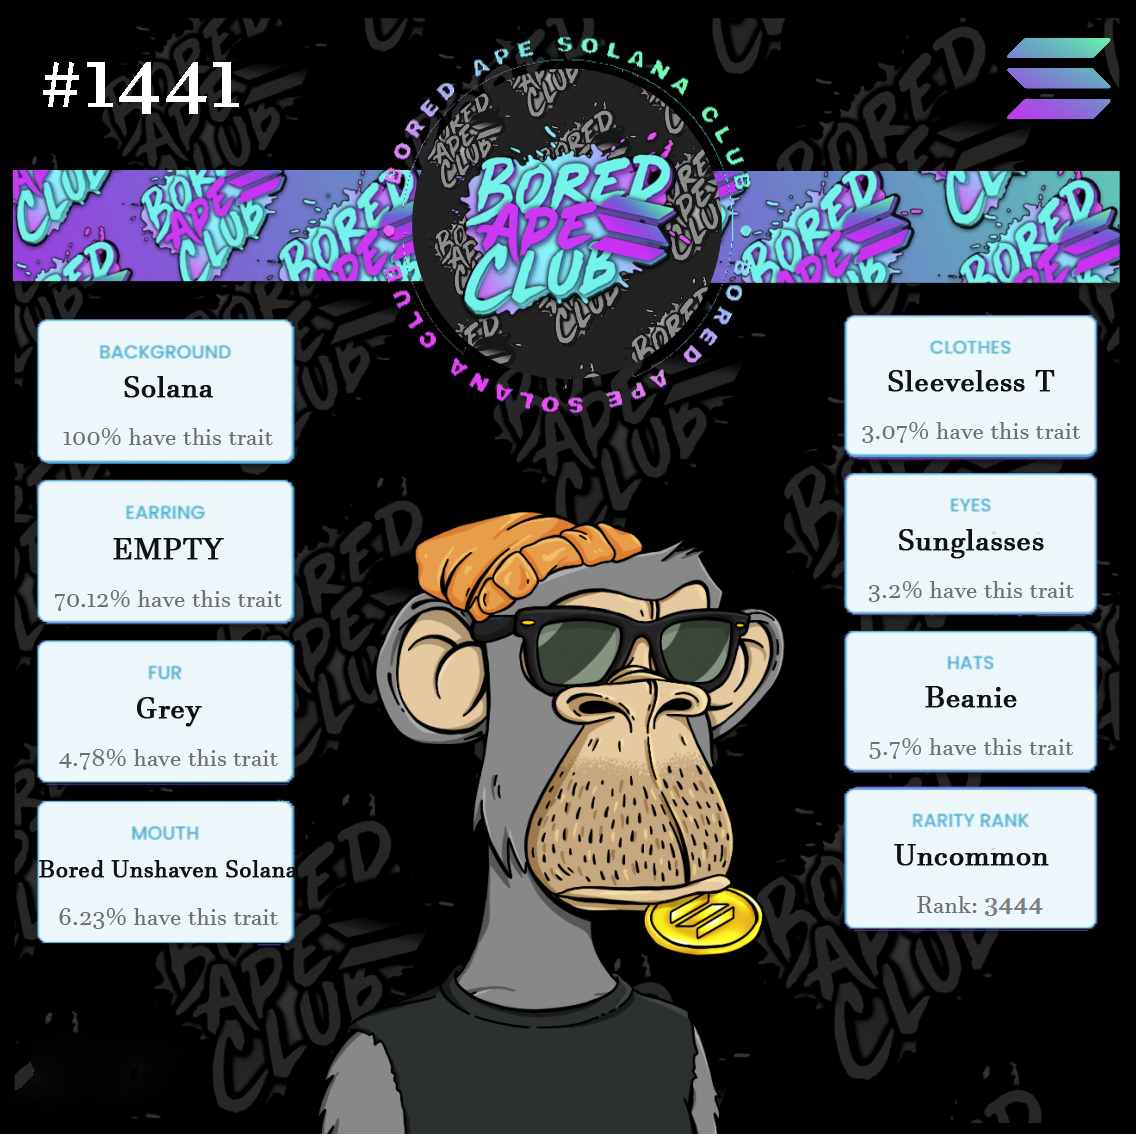 #1441
BORED APE SOLANA CLUB
BORED
APE
CLUB
BORED APE SOLANA CLUB
BACKGROUND
Solana
100% have this trait
EARRING
EMPTY
70.12% have this trait
FUR
Grey
4.78% have this trait
MOUTH
Bored Unshaven Solana
6.23% have this trait
CLOTHES
Sleeveless T
3.07% have this trait
EYES
Sunglasses
3.2% have this trait
HATS
Beanie
5.7% have this trait
RARITY RANK
Uncommon
Rank: 3444